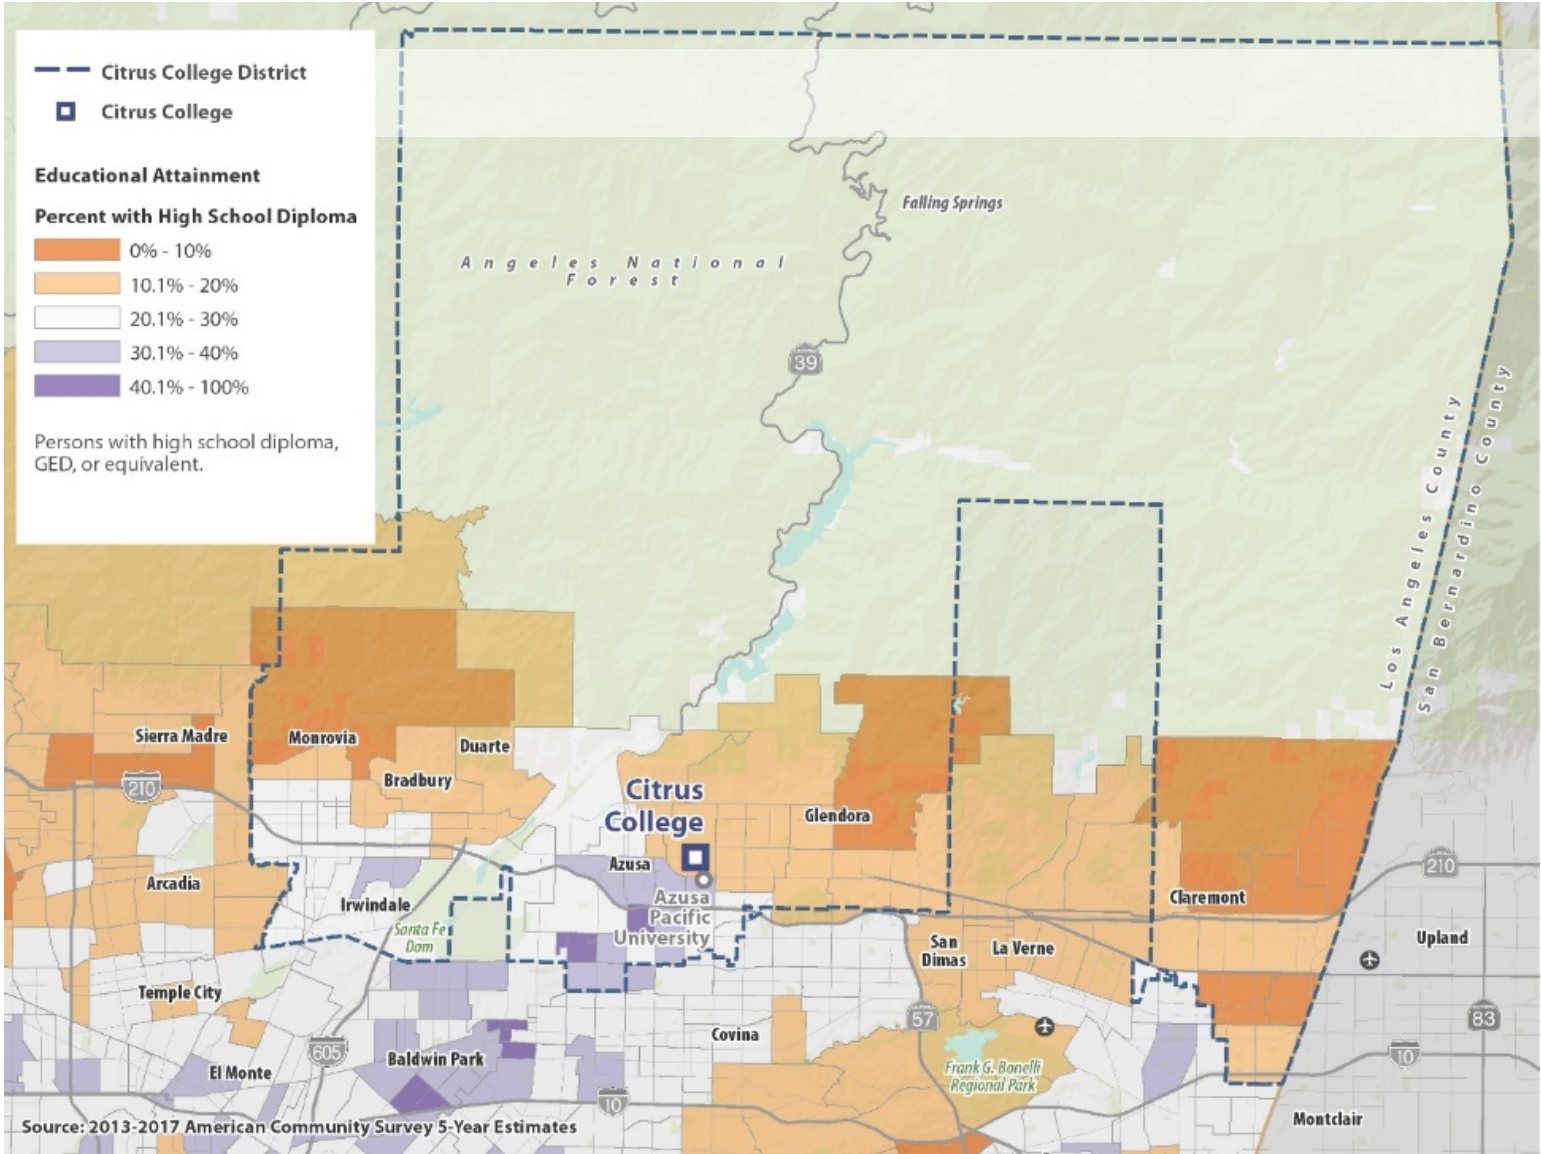 Citrus College District
Citrus College
Educational Attainment
Percent with High School Diploma
0% - 10%
10.1% - 20%
20.1% - 30%
30.1% - 40%
40.1% - 100%
Persons with high school diploma,
GED, or equivalent.
Falling Springs
Angeles National
Forest
39
Los Angeles County
San Bernardino County
Sierra Madre
Monrovia
Duarte
Bradbury
210
Citrus
College
Glendora
Azusa
Arcadia
Irwindale
Azusa
Pacific
University
Santa Fe
Dam
Claremont
210
San
Dimas
La Verne
Upland
Temple City
57
83
Covina
605
Baldwin Park
El Monte
10
Frank G. Bonelli
Regional Park
10
Montclair
Source: 2013-2017 American Community Survey 5-Year Estimates